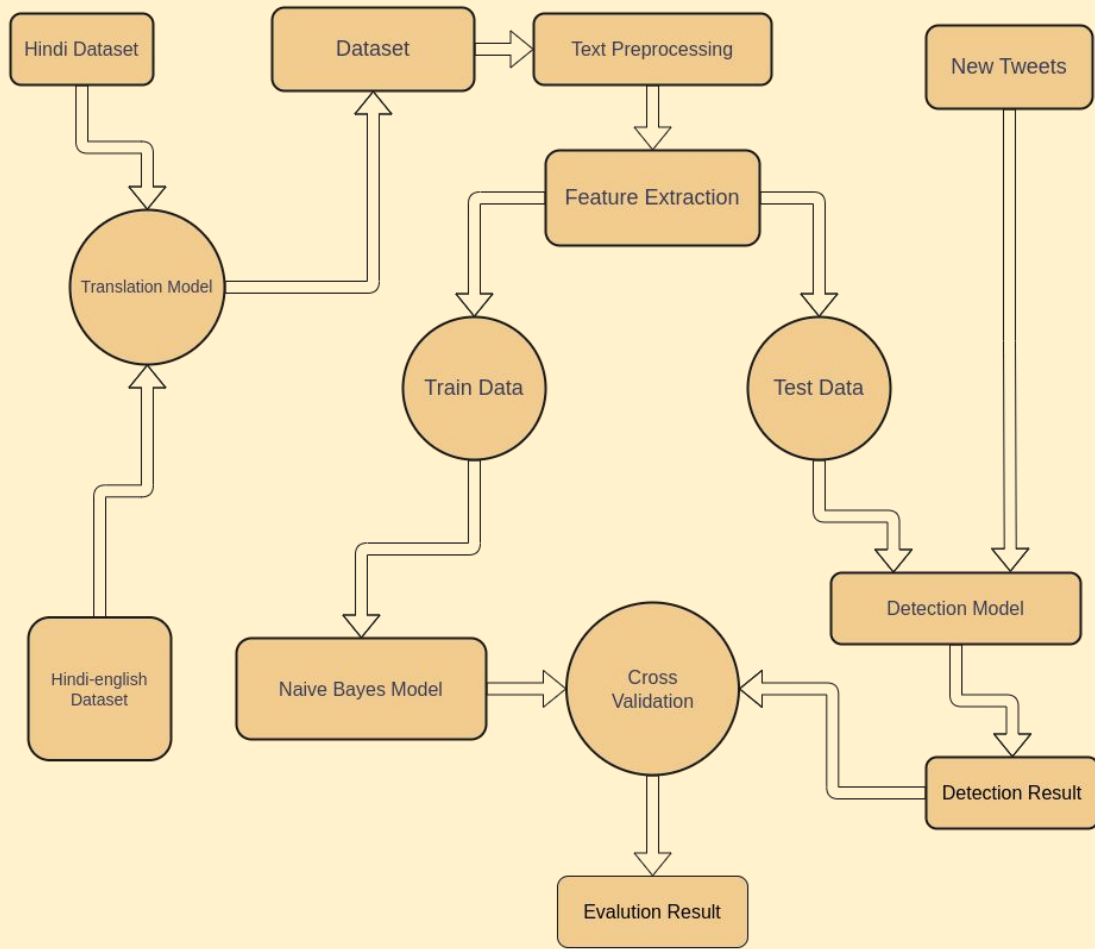 Hindi Dataset
Dataset
Text Preprocessing
New Tweets
Feature Extraction
Translation Model
Train Data
Test Data
Detection Model
Hindi-english
Dataset
Naive Bayes Model
Cross
Validation
Detection Result
Evalution Result